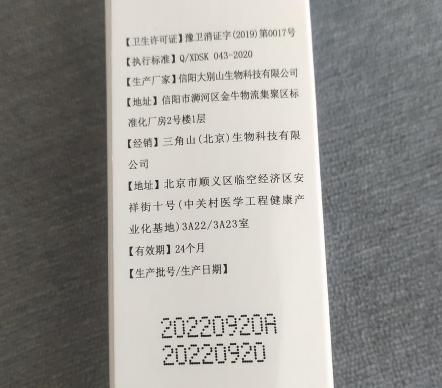 【卫生许可证】豫卫消证字(2019)第0017号
【执行标准】Q/XDSK 043-2020
【生产厂家】信阳大别山生物科技有限公司
【地址】信阳市浉河区金牛物流集聚区标
准化厂房2号楼1层
【经销】三角山(北京)生物科技有限
公司
【地址】北京市顺义区临空经济区安
祥街十号(中关村医学工程健康产
业化基地)3A22/3A23室
【有效期】24个月
【生产批号/生产日期】
20220920A
20220920